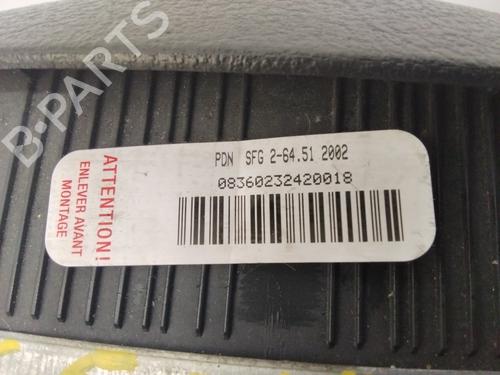 B-PARTS
PDN SFG 2-64.51 2002
08360232420018
ATTENTION!
ENLEVER AVANT
MONTAGE